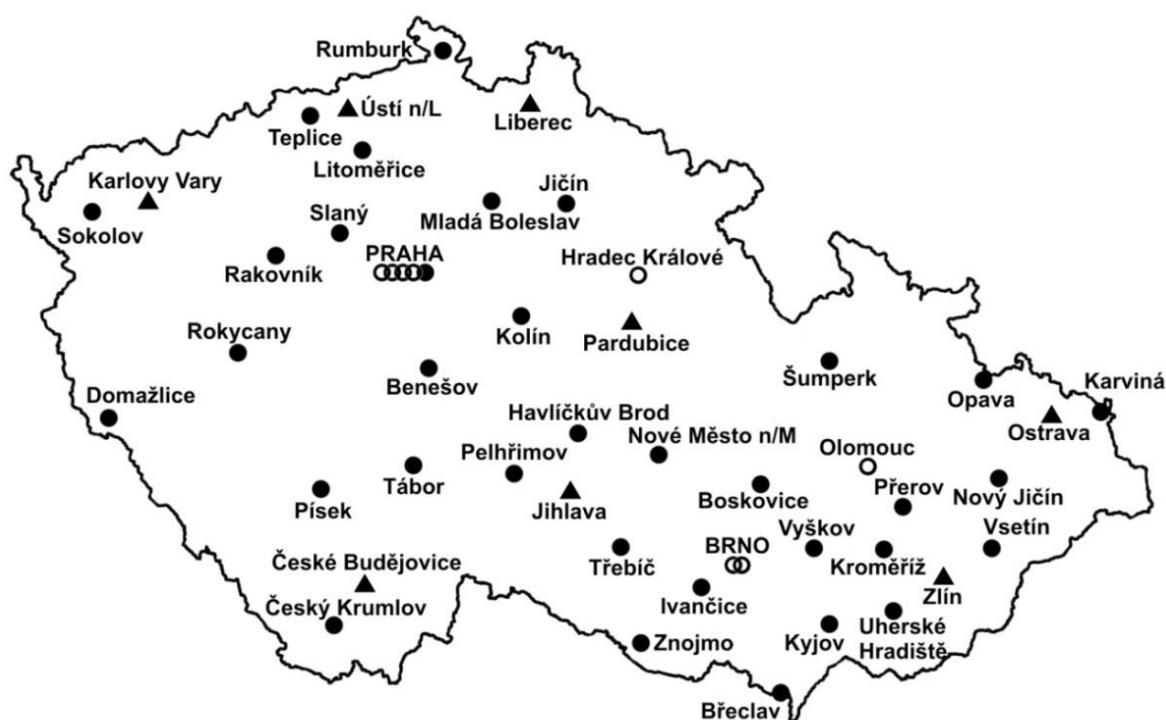 Rumburk
Ústí n/L
Liberec
Teplice
Litoměřice
Karlovy Vary
Jičín
Sokolov
Slaný
Mladá Boleslav
PRAHA
Hradec Králové
Rakovník
Rokycany
Kolín
Pardubice
Šumperk
Benešov
Opava
Karviná
Domažlice
Havlíčkův Brod
Ostrava
Nové Město n/M
Olomouc
Pelhřimov
Tábor
Přerov
Nový Jičín
Písek
Jihlava
Boskovice
Vyškov
Vsetín
BRNO
České Budějovice
Třebíč
Kroměříž
Zlín
Ivančice
Český Krumlov
Znojmo
Kyjov
Uherské
Hradiště
Břeclav